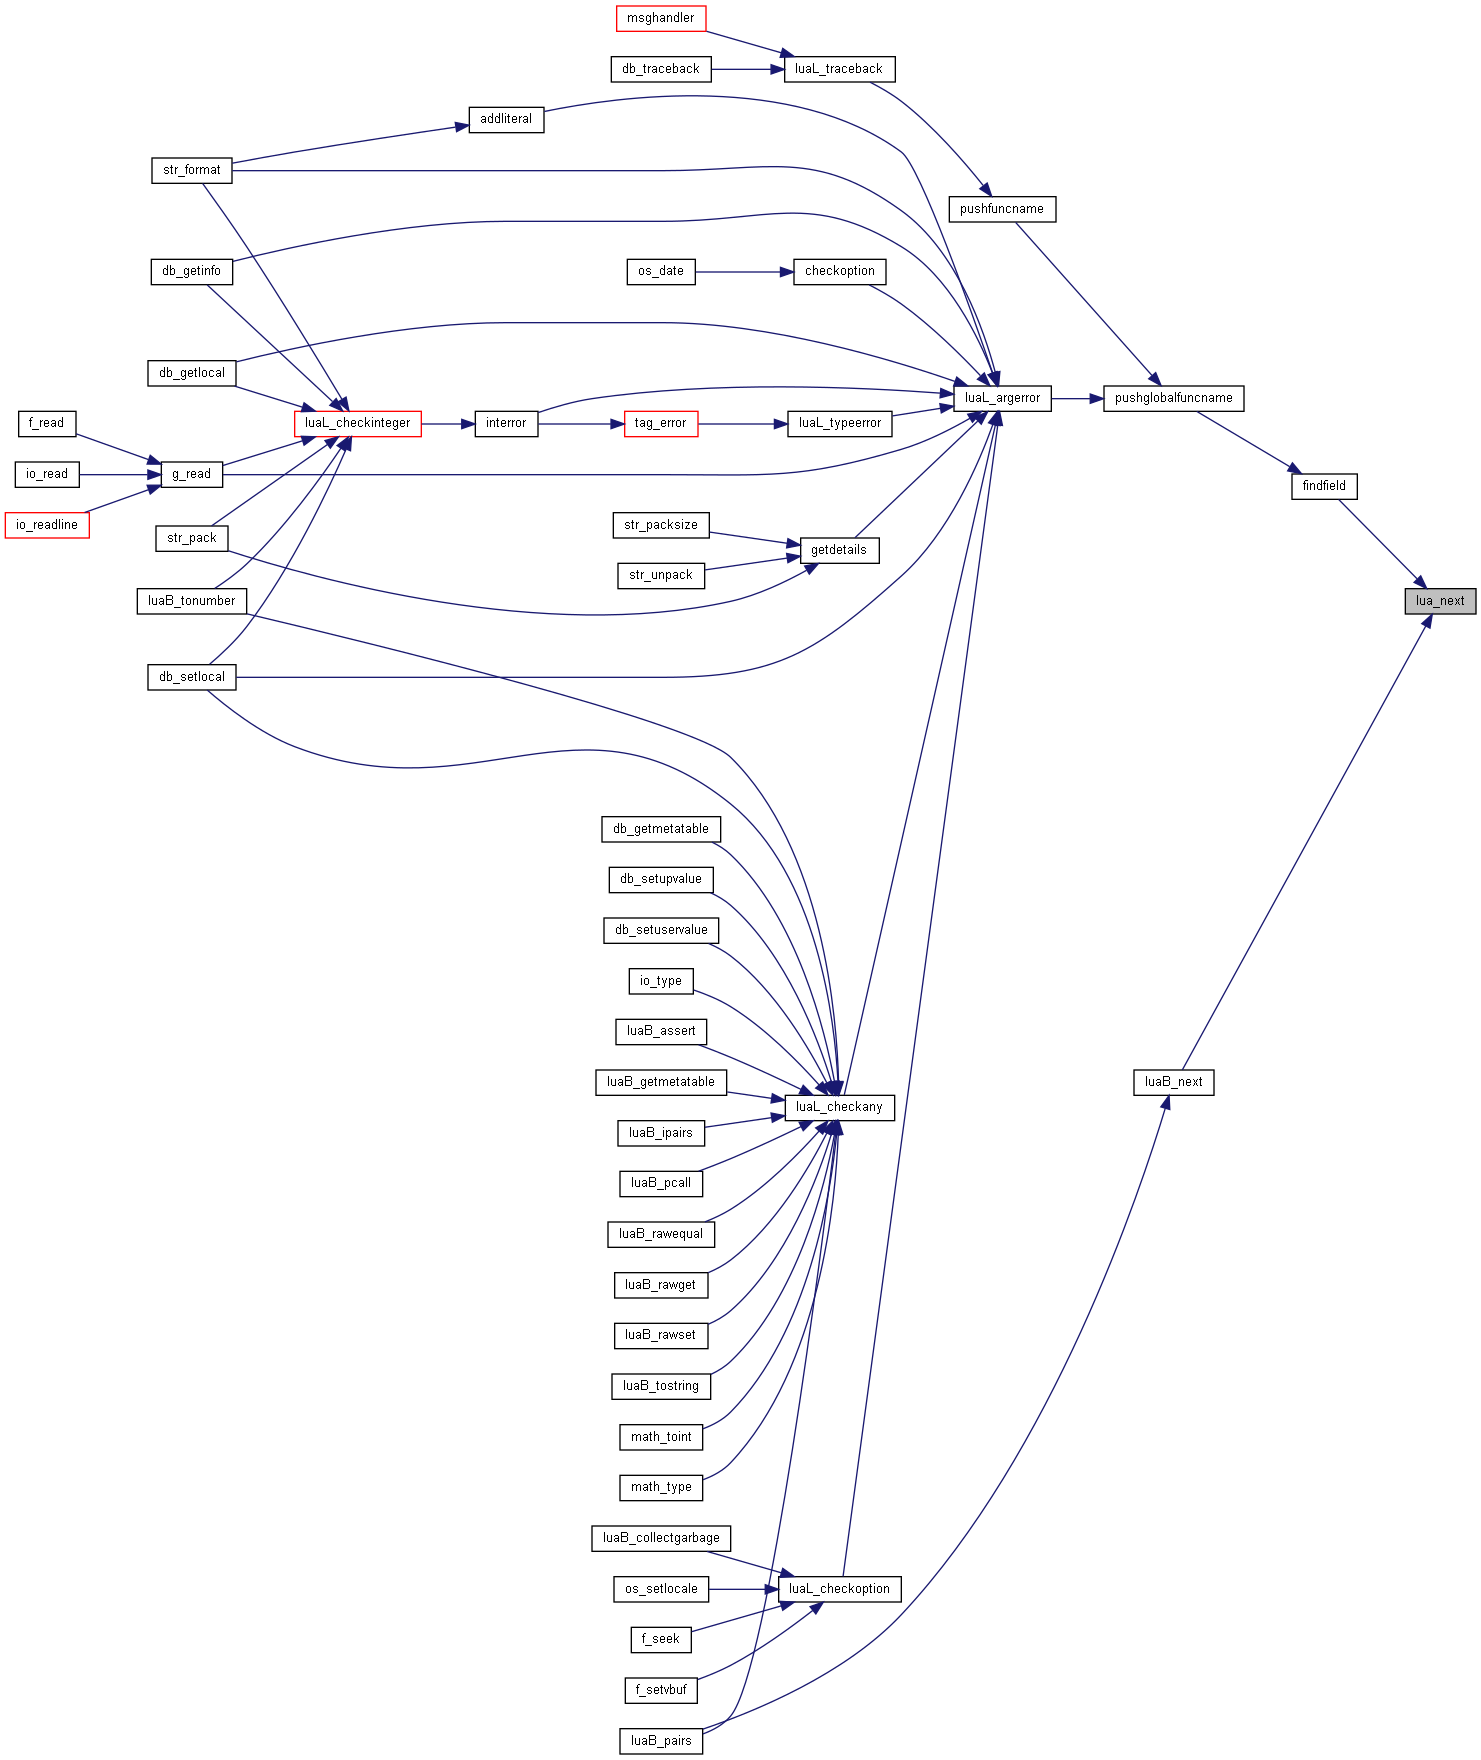 msghandler
db_traceback
luaL_traceback
addliteral
str_format
pushfuncname
db_getinfo
os_date
checkoption
db_getlocal
luaL_argerror
pushglobalfuncname
f_read
luaL_checkinteger
interror
tag_error
luaL_typeerror
io_read
g_read
findfield
io_readline
str_pack
str_packsize
getdetails
str_unpack
luaB_tonumber
lua_next
db_setlocal
db_getmetatable
db_setupvalue
db_setuservalue
io_type
luaB_assert
luaB_getmetatable
luaB_next
luaL_checkany
luaB_ipairs
luaB_pcall
luaB_rawequal
luaB_rawget
luaB_rawset
luaB_tostring
math_toint
math_type
luaB_collectgarbage
os_setlocale
luaL_checkoption
f_seek
f_setvbuf
luaB_pairs